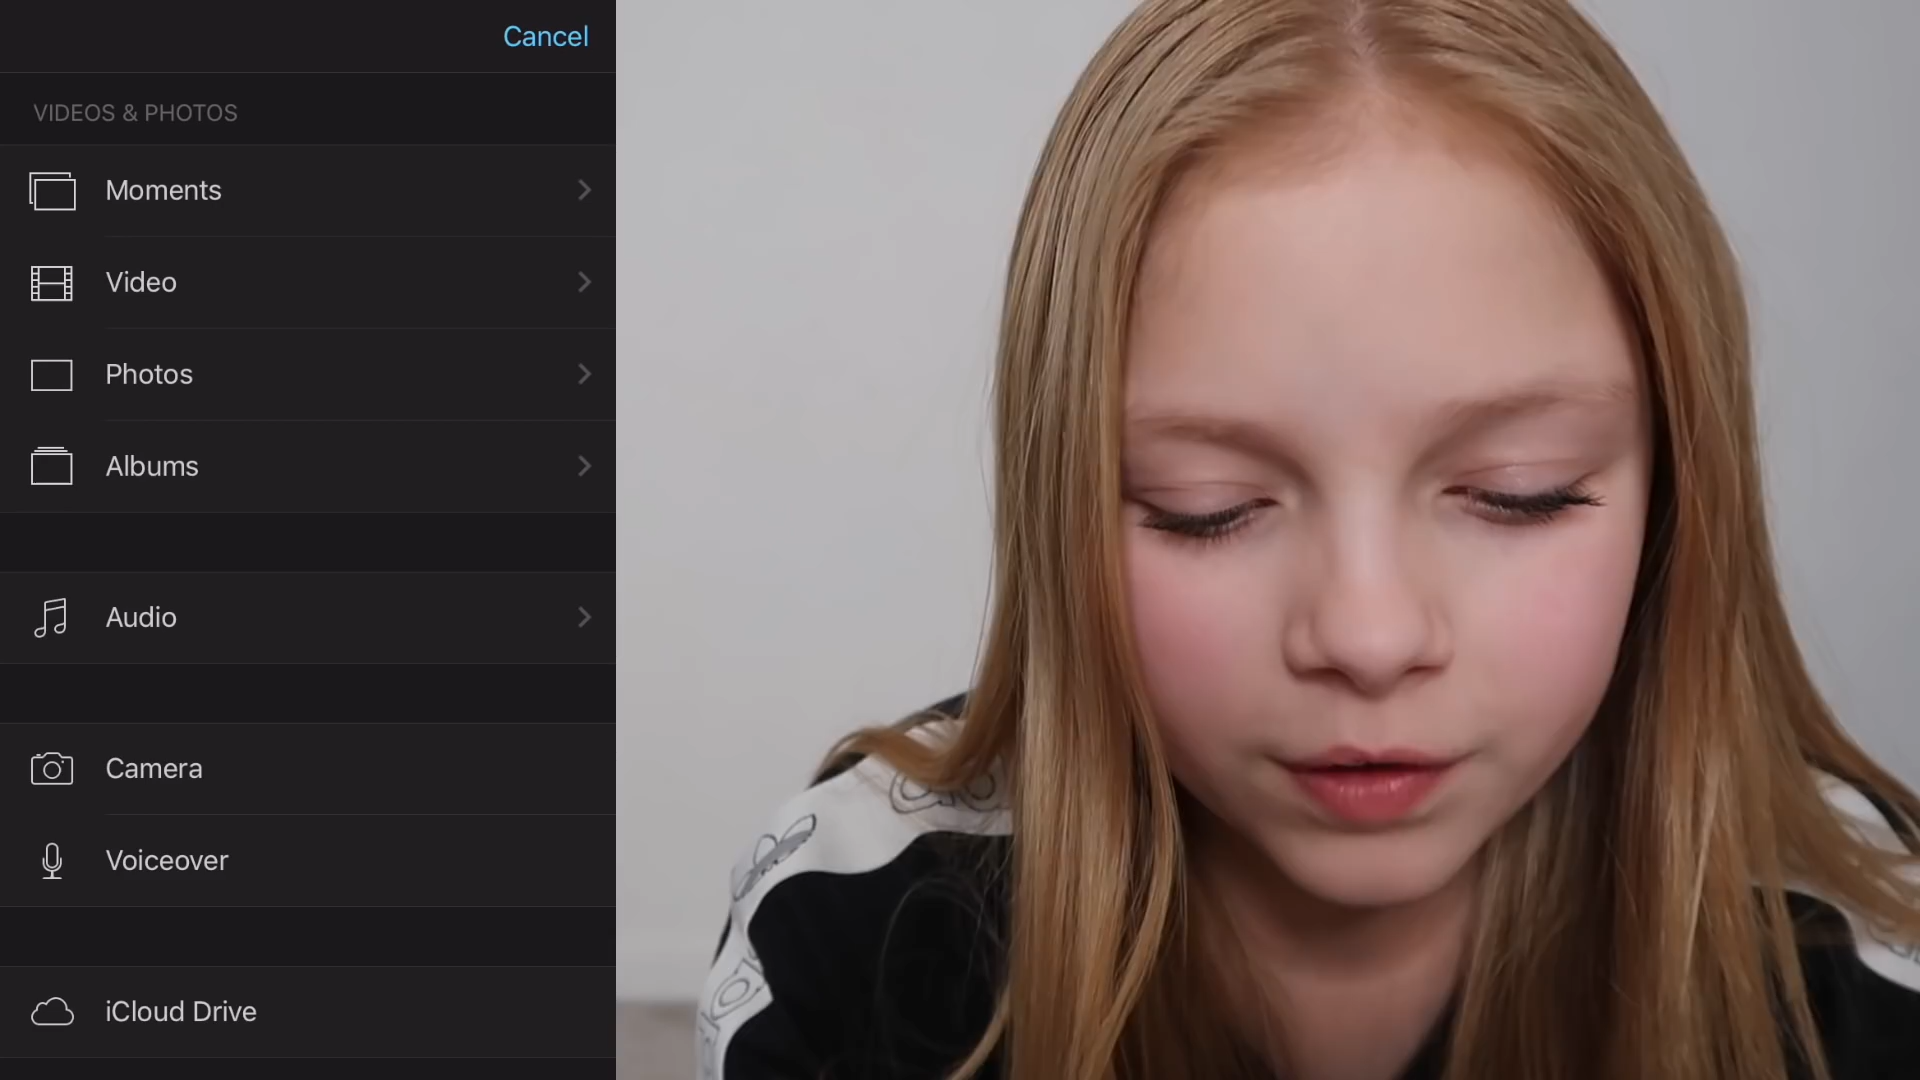 Cancel
VIDEOS & PHOTOS
Moments
Video
Photos
Albums
Audio
Camera
Voiceover
iCloud Drive